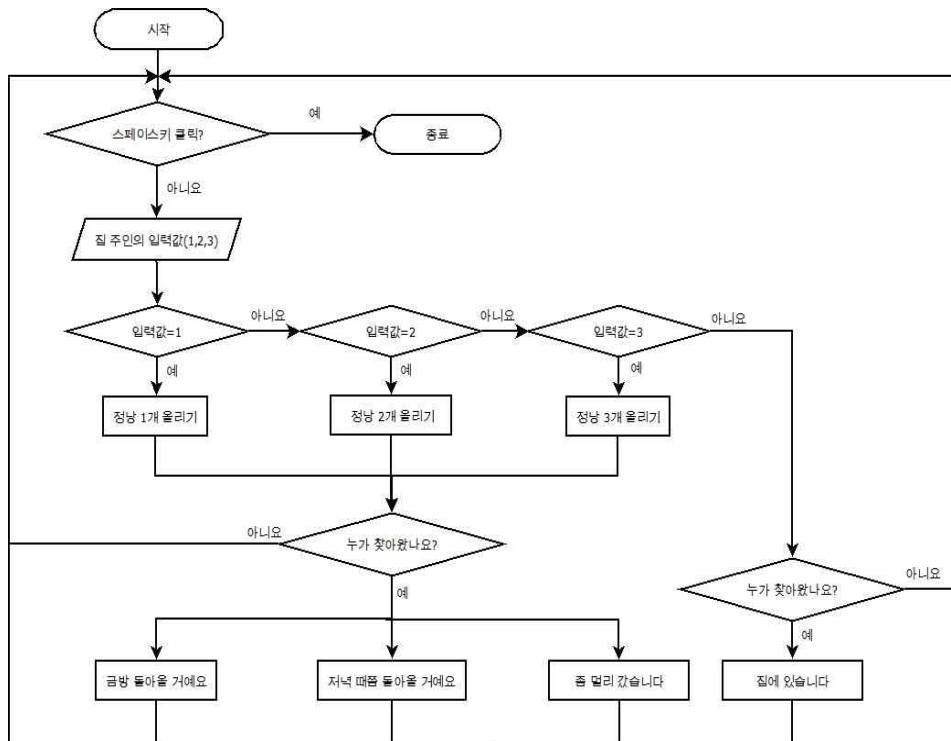 시작
스페이스키 클릭?
예
종료
아니요
집 주인의 입력값(1,2,3)
입력값=1
아니요
입력값=2
아니요
입력값=3
아니요
예
예
예
정낭 1개 올리기
정낭 2개 올리기
정낭 3개 올리기
아니요
누가 찾아왔나요?
예
누가 찾아왔나요?
아니요
예
금방 돌아올 거예요
저녁 때쯤 돌아올 거예요
좀 멀리 갔습니다
집에 있습니다